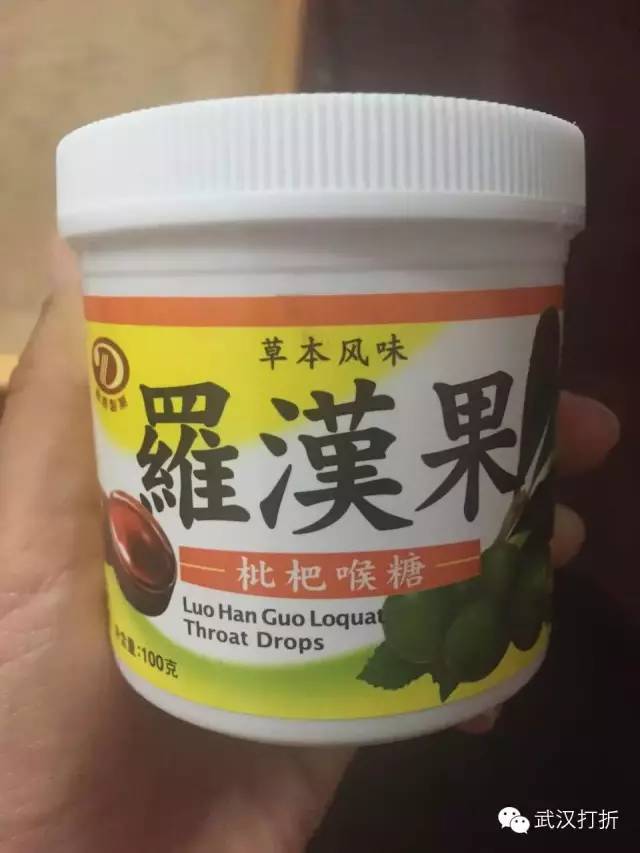 草本风味
羅漢果
枇杷喉糖
Luo Han Guo Loquat
Throat Drops
净含量:100克
武汉打折